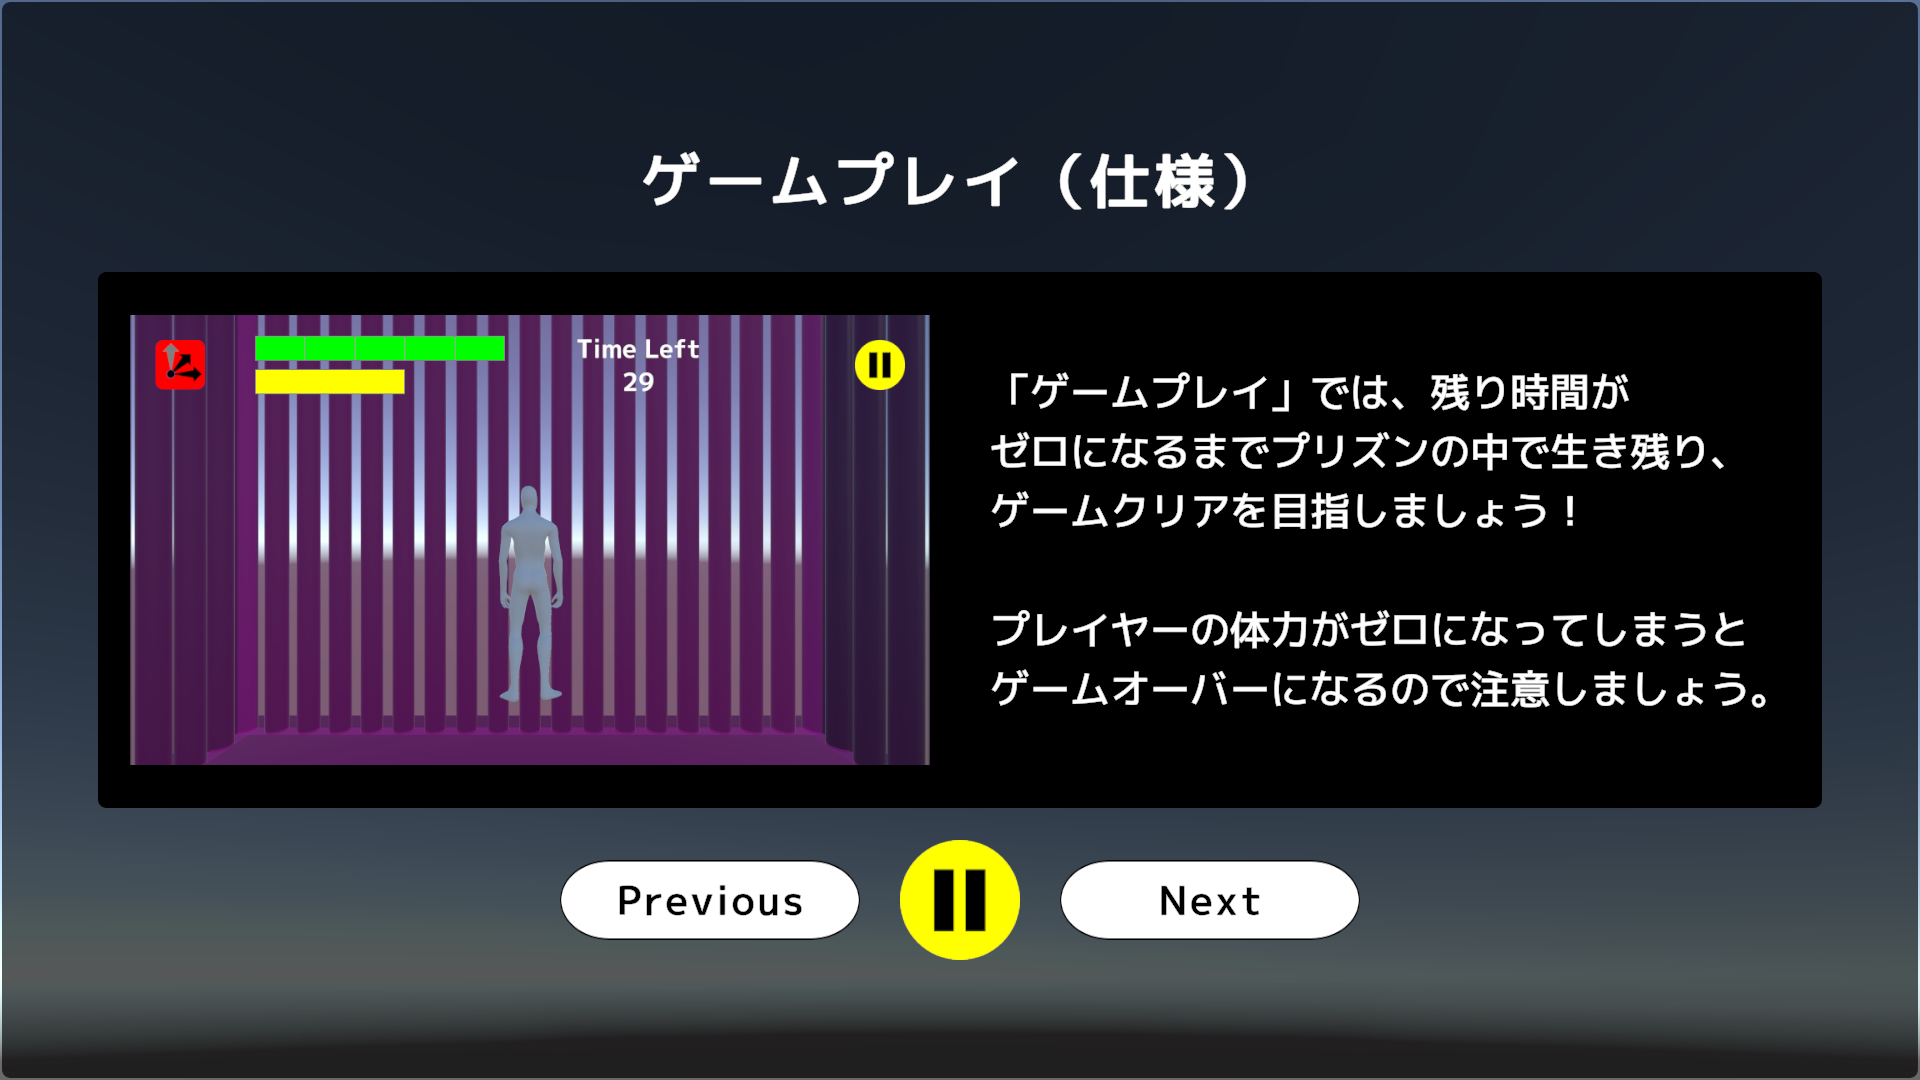 ゲームプレイ（仕様）
Time Left
29
「ゲームプレイ」では、残り時間が
ゼロになるまでプリズンの中で生き残り、
ゲームクリアを目指しましょう！
プレイヤーの体力がゼロになってしまうと
ゲームオーバーになるので注意しましょう。
Previous
Next